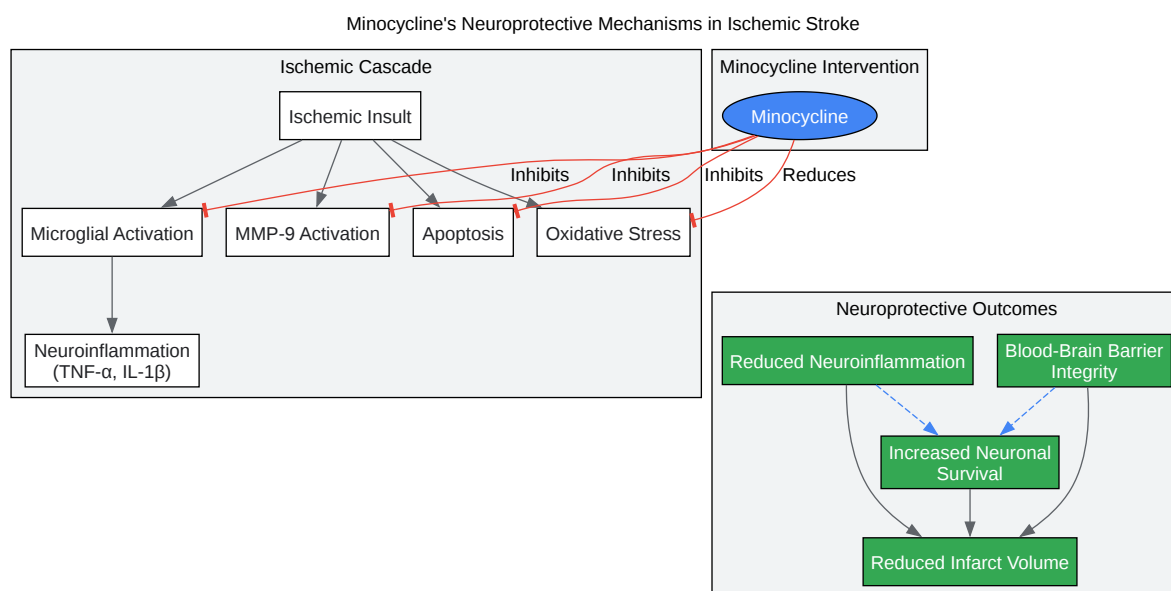 Minocycline's Neuroprotective Mechanisms in Ischemic Stroke
Ischemic Cascade
Minocycline Intervention
Ischemic Insult
Minocycline
Inhibits
Inhibits
Inhibits
Reduces
Microglial Activation
MMP-9 Activation
Apoptosis
Oxidative Stress
Neuroinflammation
(TNF-α, IL-1β)
Neuroprotective Outcomes
Reduced Neuroinflammation
Blood-Brain Barrier
Integrity
Increased Neuronal
Survival
Reduced Infarct Volume